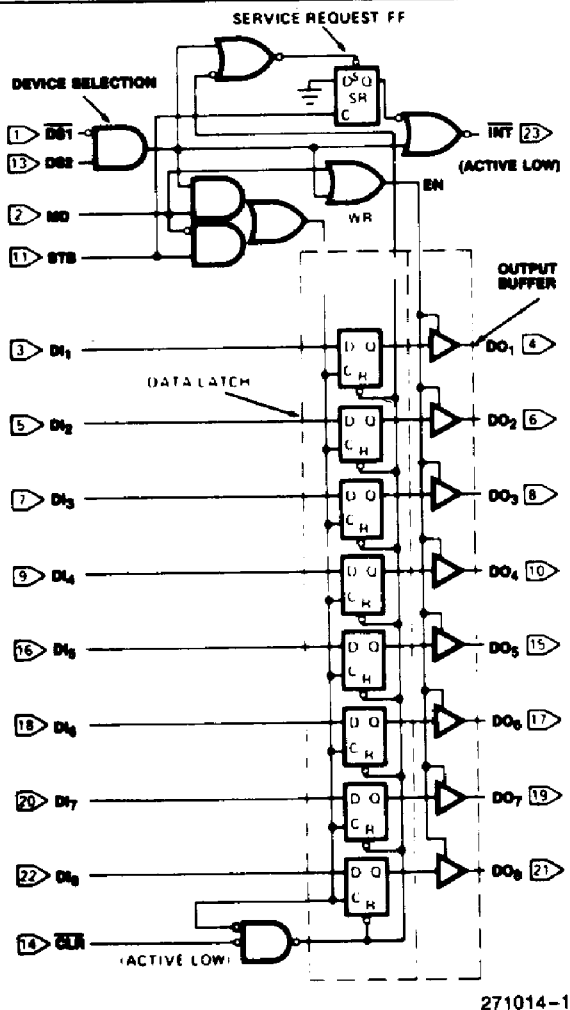 SERVICE REQUEST FF
DEVICE SELECTION
1 DS1
13 DS2
2 MD
11 STB
S
D Q
SR
C
INT 23
(ACTIVE LOW)
EN
WR
OUTPUT
BUFFER
DATA LATCH
3 DI1 D Q C R DO1 4
5 DI2 D Q C R DO2 6
7 DI3 D Q C R DO3 8
9 DI4 D Q C R DO4 10
16 DI5 D Q C R DO5 15
18 DI6 D Q C R DO6 17
20 DI7 D Q C R DO7 19
22 DI8 D Q C R DO8 21
14 CLR
(ACTIVE LOW)
271014-1